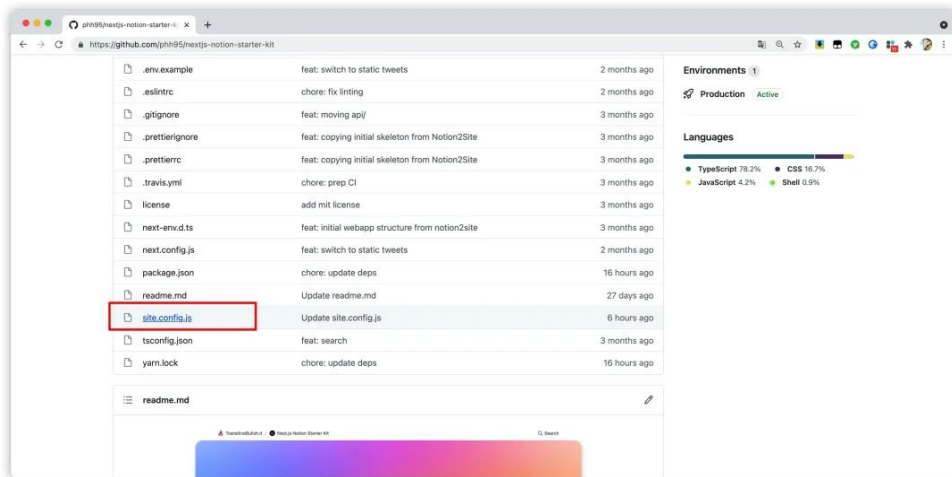 phh95/nextjs-notion-starter-ki
https://github.com/phh95/nextjs-notion-starter-kit
.env.example feat: switch to static tweets 2 months ago
.eslintrc chore: fix linting 2 months ago
.gitignore feat: moving api/ 3 months ago
.prettierignore feat: copying initial skeleton from Notion2Site 3 months ago
.prettierrc feat: copying initial skeleton from Notion2Site 3 months ago
.travis.yml chore: prep CI 3 months ago
license add mit license 3 months ago
next-env.d.ts feat: initial webapp structure from notion2site 3 months ago
next.config.js feat: switch to static tweets 2 months ago
package.json chore: update deps 16 hours ago
readme.md Update readme.md 27 days ago
site.config.js Update site.config.js 6 hours ago
tsconfig.json feat: search 3 months ago
yarn.lock chore: update deps 16 hours ago
readme.md
TransitiveBullsh.it / Next.js Notion Starter Kit Search
Environments 1
Production Active
Languages
TypeScript 78.2% CSS 16.7%
JavaScript 4.2% Shell 0.9%